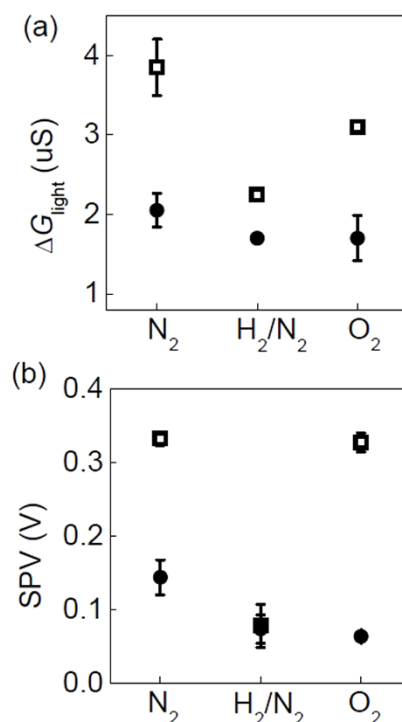 (a)
4
3
2
1
ΔG_light (uS)
N₂ H₂/N₂ O₂
(b)
0.4
0.3
0.2
0.1
0.0
SPV (V)
N₂ H₂/N₂ O₂